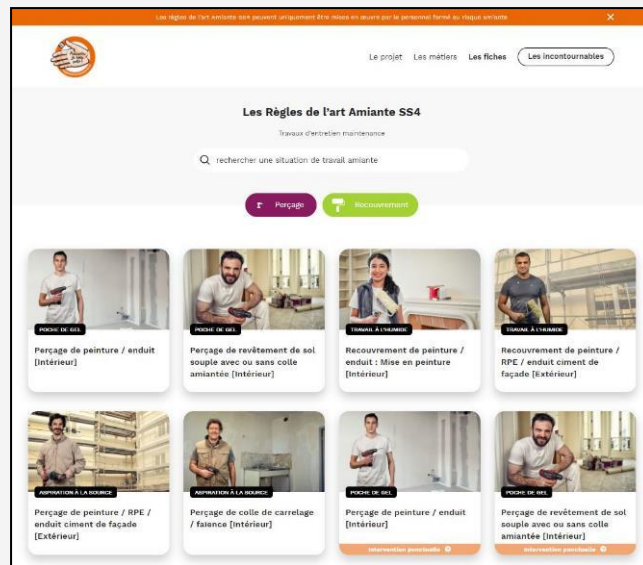 Les règles de l'art Amiante non peuvent uniquement être mises en œuvre par le personnel formé au risque amiante
Le projet Les métiers Les fiches Les incontournables
Les Règles de l'art Amiante SS4
Travaux d'entretien maintenance
rechercher une situation de travail amiante
Perçage Recouvrement
POCHE DE GEL
Perçage de peinture / enduit
[Intérieur]
POCHE DE GEL
Perçage de revêtement de sol
souple avec ou sans colle
amiantée [Intérieur]
TRAVAIL À L'HUMIDE
Recouvrement de peinture /
enduit : Mise en peinture
[Intérieur]
TRAVAIL À L'HUMIDE
Recouvrement de peinture /
RPE / enduit ciment de
façade [Extérieur]
ASPIRATION À LA SOURCE
Perçage de peinture / RPE /
enduit ciment de façade
[Extérieur]
ASPIRATION À LA SOURCE
Perçage de colle de carrelage
/ faïence [Intérieur]
POCHE DE GEL
Perçage de peinture / enduit
[Intérieur]
Intervention ponctuelle
POCHE DE GEL
Perçage de revêtement de sol
souple avec ou sans colle
amiantée [Intérieur]
Intervention ponctuelle